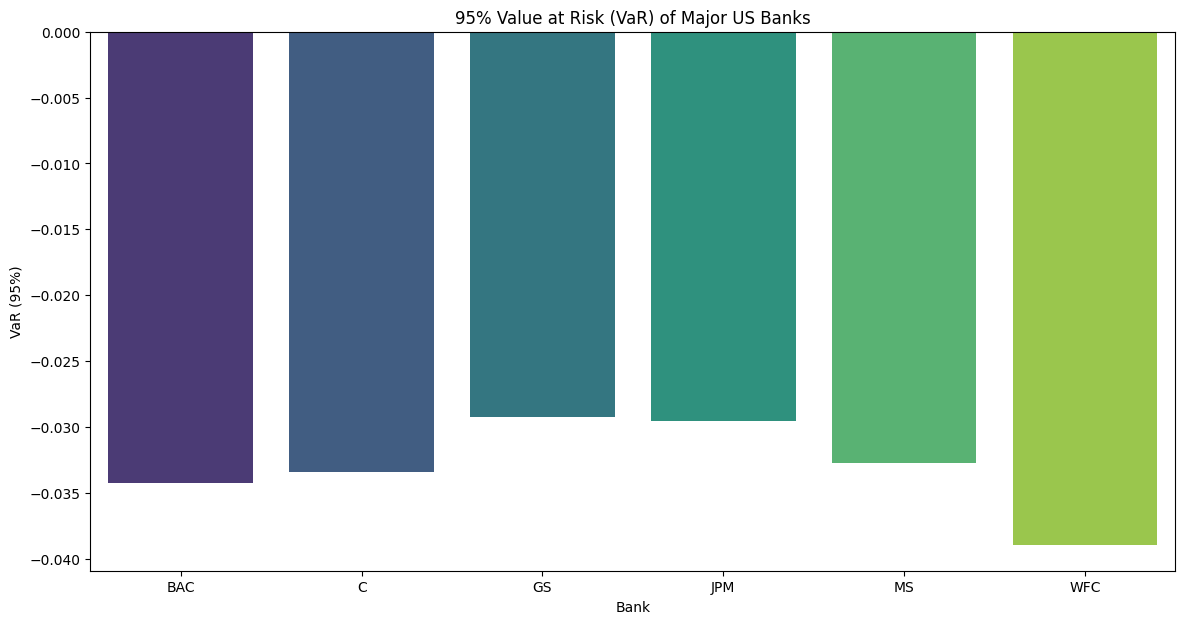 95% Value at Risk (VaR) of Major US Banks
0.000
−0.005
−0.010
−0.015
−0.020
−0.025
−0.030
−0.035
−0.040
VaR (95%)
BAC C GS JPM MS WFC
Bank